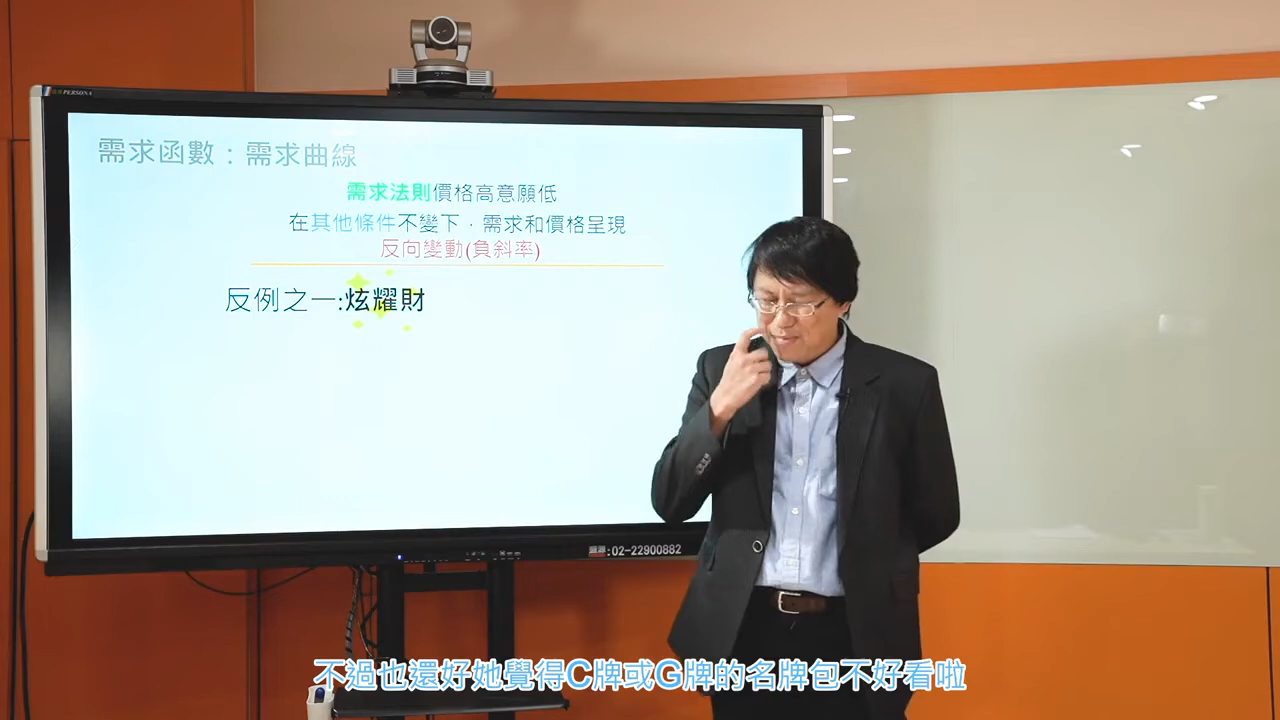 PERSONA
需求函數：需求曲線
需求法則價格高意願低
在其他條件不變下，需求和價格呈現
反向變動(負斜率)
反例之一:炫耀財
:02-22900882
不過也還好她覺得C牌或G牌的名牌包不好看啦